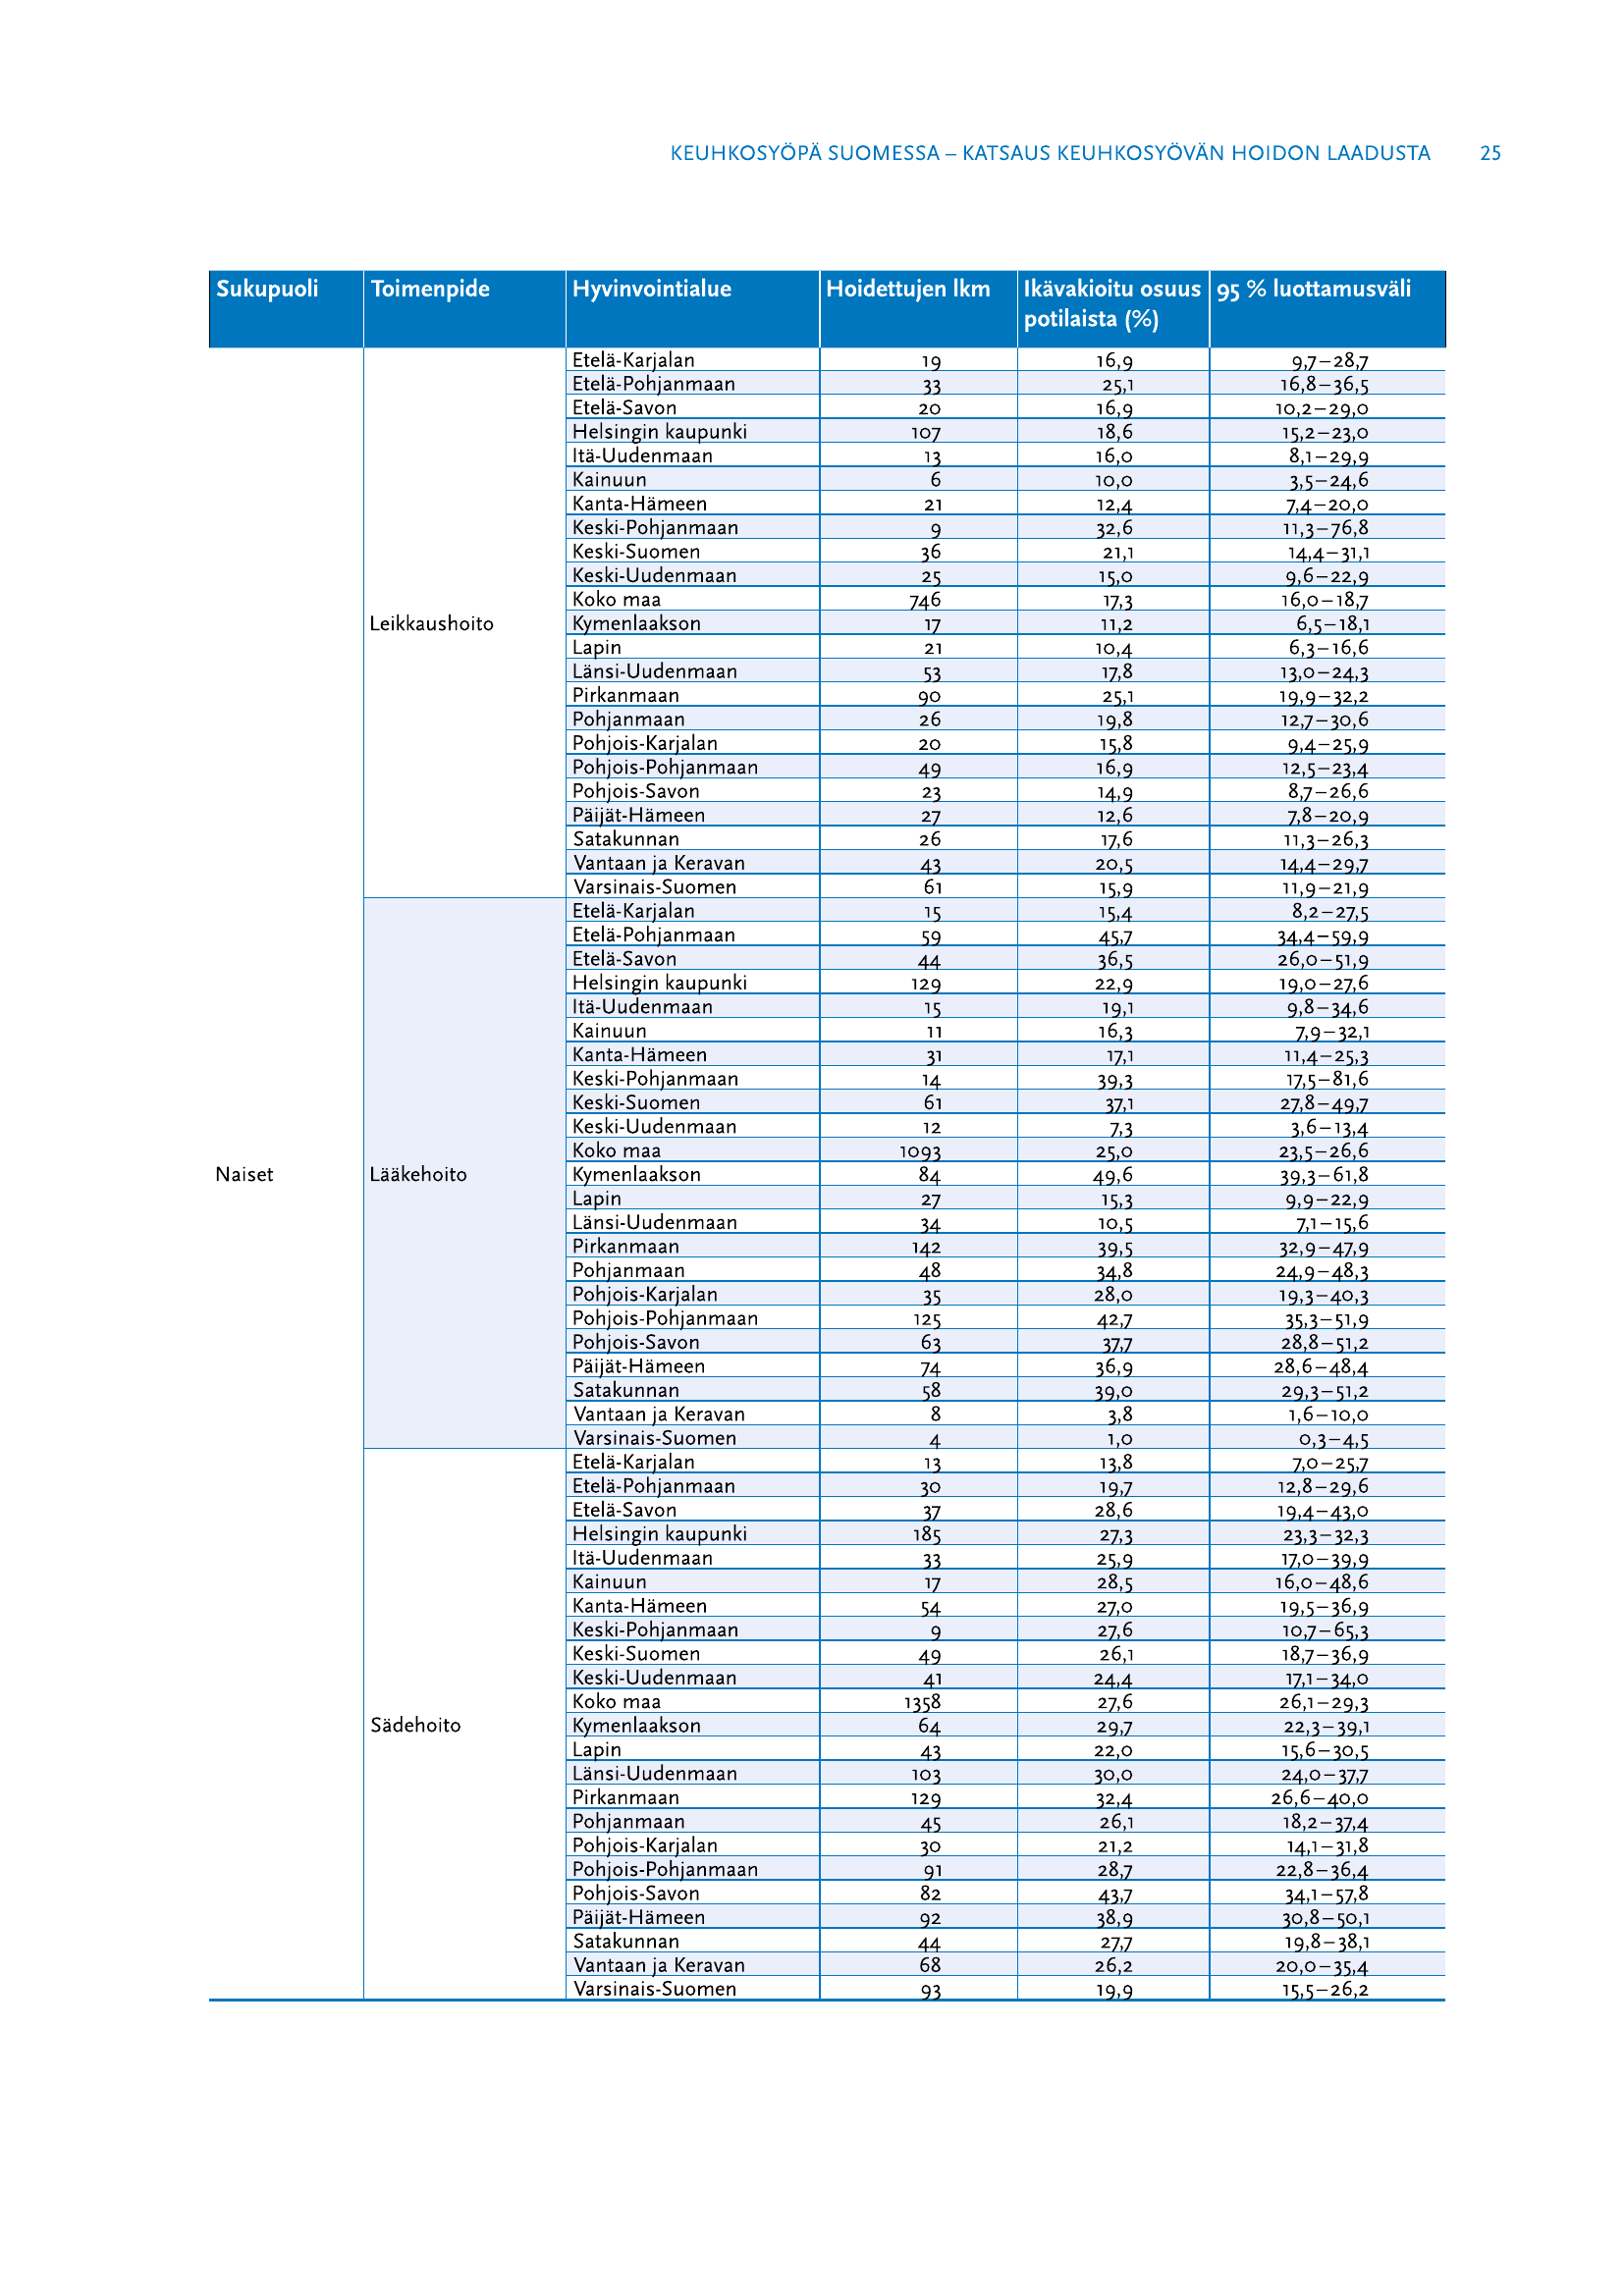 KEUHKOSYÖPÄ SUOMESSA – KATSAUS KEUHKOSYÖVÄN HOIDON LAADUSTA 25
Sukupuoli Toimenpide Hyvinvointialue Hoidettujen lkm Ikävakioitu osuus 95 % luottamusväli
potilaista (%)
Etelä-Karjalan 19 16,9 9,7–28,7
Etelä-Pohjanmaan 33 25,1 16,8–36,5
Etelä-Savon 20 16,9 10,2–29,0
Helsingin kaupunki 107 18,6 15,2–23,0
Itä-Uudenmaan 13 16,0 8,1–29,9
Kainuun 6 10,0 3,5–24,6
Kanta-Hämeen 21 12,4 7,4–20,0
Keski-Pohjanmaan 9 32,6 11,3–76,8
Keski-Suomen 36 21,1 14,4–31,1
Keski-Uudenmaan 25 15,0 9,6–22,9
Koko maa 746 17,3 16,0–18,7
Leikkaushoito Kymenlaakson 17 11,2 6,5–18,1
Lapin 21 10,4 6,3–16,6
Länsi-Uudenmaan 53 17,8 13,0–24,3
Pirkanmaan 90 25,1 19,9–32,2
Pohjanmaan 26 19,8 12,7–30,6
Pohjois-Karjalan 20 15,8 9,4–25,9
Pohjois-Pohjanmaan 49 16,9 12,5–23,4
Pohjois-Savon 23 14,9 8,7–26,6
Päijät-Hämeen 27 12,6 7,8–20,9
Satakunnan 26 17,6 11,3–26,3
Vantaan ja Keravan 43 20,5 14,4–29,7
Varsinais-Suomen 61 15,9 11,9–21,9
Etelä-Karjalan 15 15,4 8,2–27,5
Etelä-Pohjanmaan 59 45,7 34,4–59,9
Etelä-Savon 44 36,5 26,0–51,9
Helsingin kaupunki 129 22,9 19,0–27,6
Itä-Uudenmaan 15 19,1 9,8–34,6
Kainuun 11 16,3 7,9–32,1
Kanta-Hämeen 31 17,1 11,4–25,3
Keski-Pohjanmaan 14 39,3 17,5–81,6
Keski-Suomen 61 37,1 27,8–49,7
Keski-Uudenmaan 12 7,3 3,6–13,4
Koko maa 1093 25,0 23,5–26,6
Naiset Lääkehoito Kymenlaakson 84 49,6 39,3–61,8
Lapin 27 15,3 9,9–22,9
Länsi-Uudenmaan 34 10,5 7,1–15,6
Pirkanmaan 142 39,5 32,9–47,9
Pohjanmaan 48 34,8 24,9–48,3
Pohjois-Karjalan 35 28,0 19,3–40,3
Pohjois-Pohjanmaan 125 42,7 35,3–51,9
Pohjois-Savon 63 37,7 28,8–51,2
Päijät-Hämeen 74 36,9 28,6–48,4
Satakunnan 58 39,0 29,3–51,2
Vantaan ja Keravan 8 3,8 1,6–10,0
Varsinais-Suomen 4 1,0 0,3–4,5
Etelä-Karjalan 13 13,8 7,0–25,7
Etelä-Pohjanmaan 30 19,7 12,8–29,6
Etelä-Savon 37 28,6 19,4–43,0
Helsingin kaupunki 185 27,3 23,3–32,3
Itä-Uudenmaan 33 25,9 17,0–39,9
Kainuun 17 28,5 16,0–48,6
Kanta-Hämeen 54 27,0 19,5–36,9
Keski-Pohjanmaan 9 27,6 10,7–65,3
Keski-Suomen 49 26,1 18,7–36,9
Keski-Uudenmaan 41 24,4 17,1–34,0
Koko maa 1358 27,6 26,1–29,3
Sädehoito Kymenlaakson 64 29,7 22,3–39,1
Lapin 43 22,0 15,6–30,5
Länsi-Uudenmaan 103 30,0 24,0–37,7
Pirkanmaan 129 32,4 26,6–40,0
Pohjanmaan 45 26,1 18,2–37,4
Pohjois-Karjalan 30 21,2 14,1–31,8
Pohjois-Pohjanmaan 91 28,7 22,8–36,4
Pohjois-Savon 82 43,7 34,1–57,8
Päijät-Hämeen 92 38,9 30,8–50,1
Satakunnan 44 27,7 19,8–38,1
Vantaan ja Keravan 68 26,2 20,0–35,4
Varsinais-Suomen 93 19,9 15,5–26,2